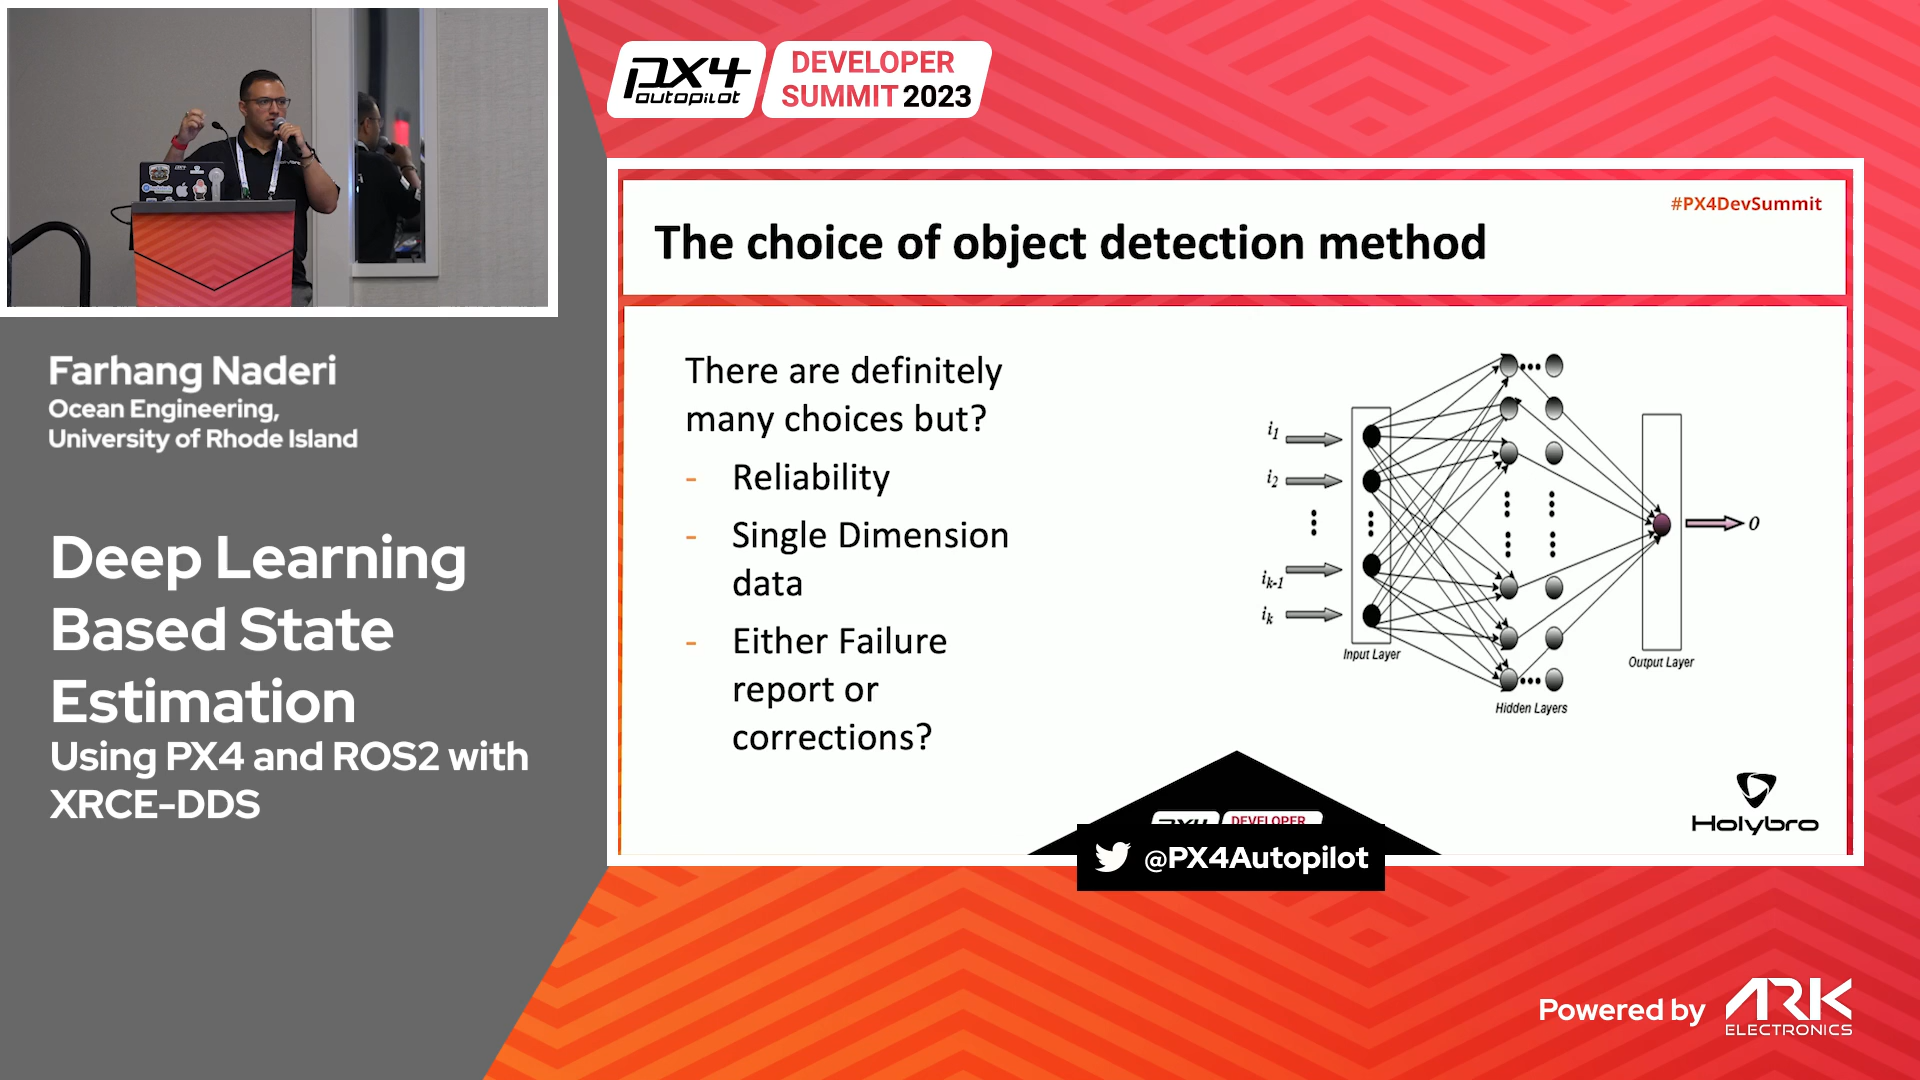 PX4
autopilot
DEVELOPER
SUMMIT 2023
#PX4DevSummit
The choice of object detection method
There are definitely
many choices but?
- Reliability
- Single Dimension
data
- Either Failure
report or
corrections?
i1
i2
ik-1
ik
Input Layer
Hidden Layers
Output Layer
O
Holybro
DEVELOPER
@PX4Autopilot
Farhang Naderi
Ocean Engineering,
University of Rhode Island
Deep Learning
Based State
Estimation
Using PX4 and ROS2 with
XRCE-DDS
Powered by
ARK
ELECTRONICS